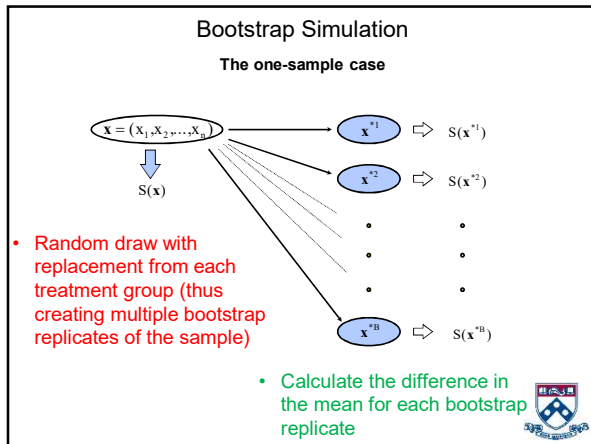 Bootstrap Simulation
The one-sample case
x = (x₁,x₂,...,xₙ)
x*¹
S(x*¹)
x*²
S(x*²)
S(x)
• Random draw with
replacement from each
treatment group (thus
creating multiple bootstrap
replicates of the sample)
x*ᴮ
S(x*ᴮ)
• Calculate the difference in
the mean for each bootstrap
replicate